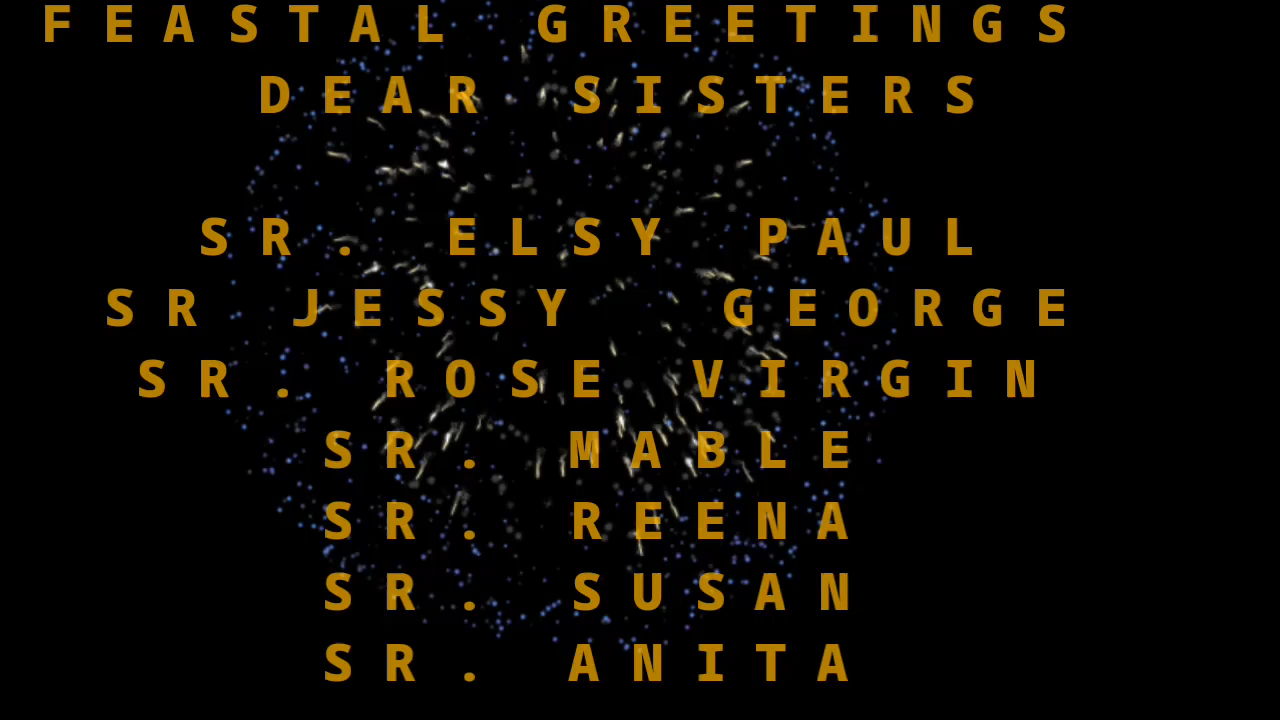 FEASTAL GREETINGS
DEAR SISTERS
SR. ELSY PAUL
SR JESSY GEORGE
SR. ROSE VIRGIN
SR. MABLE
SR. REENA
SR. SUSAN
SR. ANITA